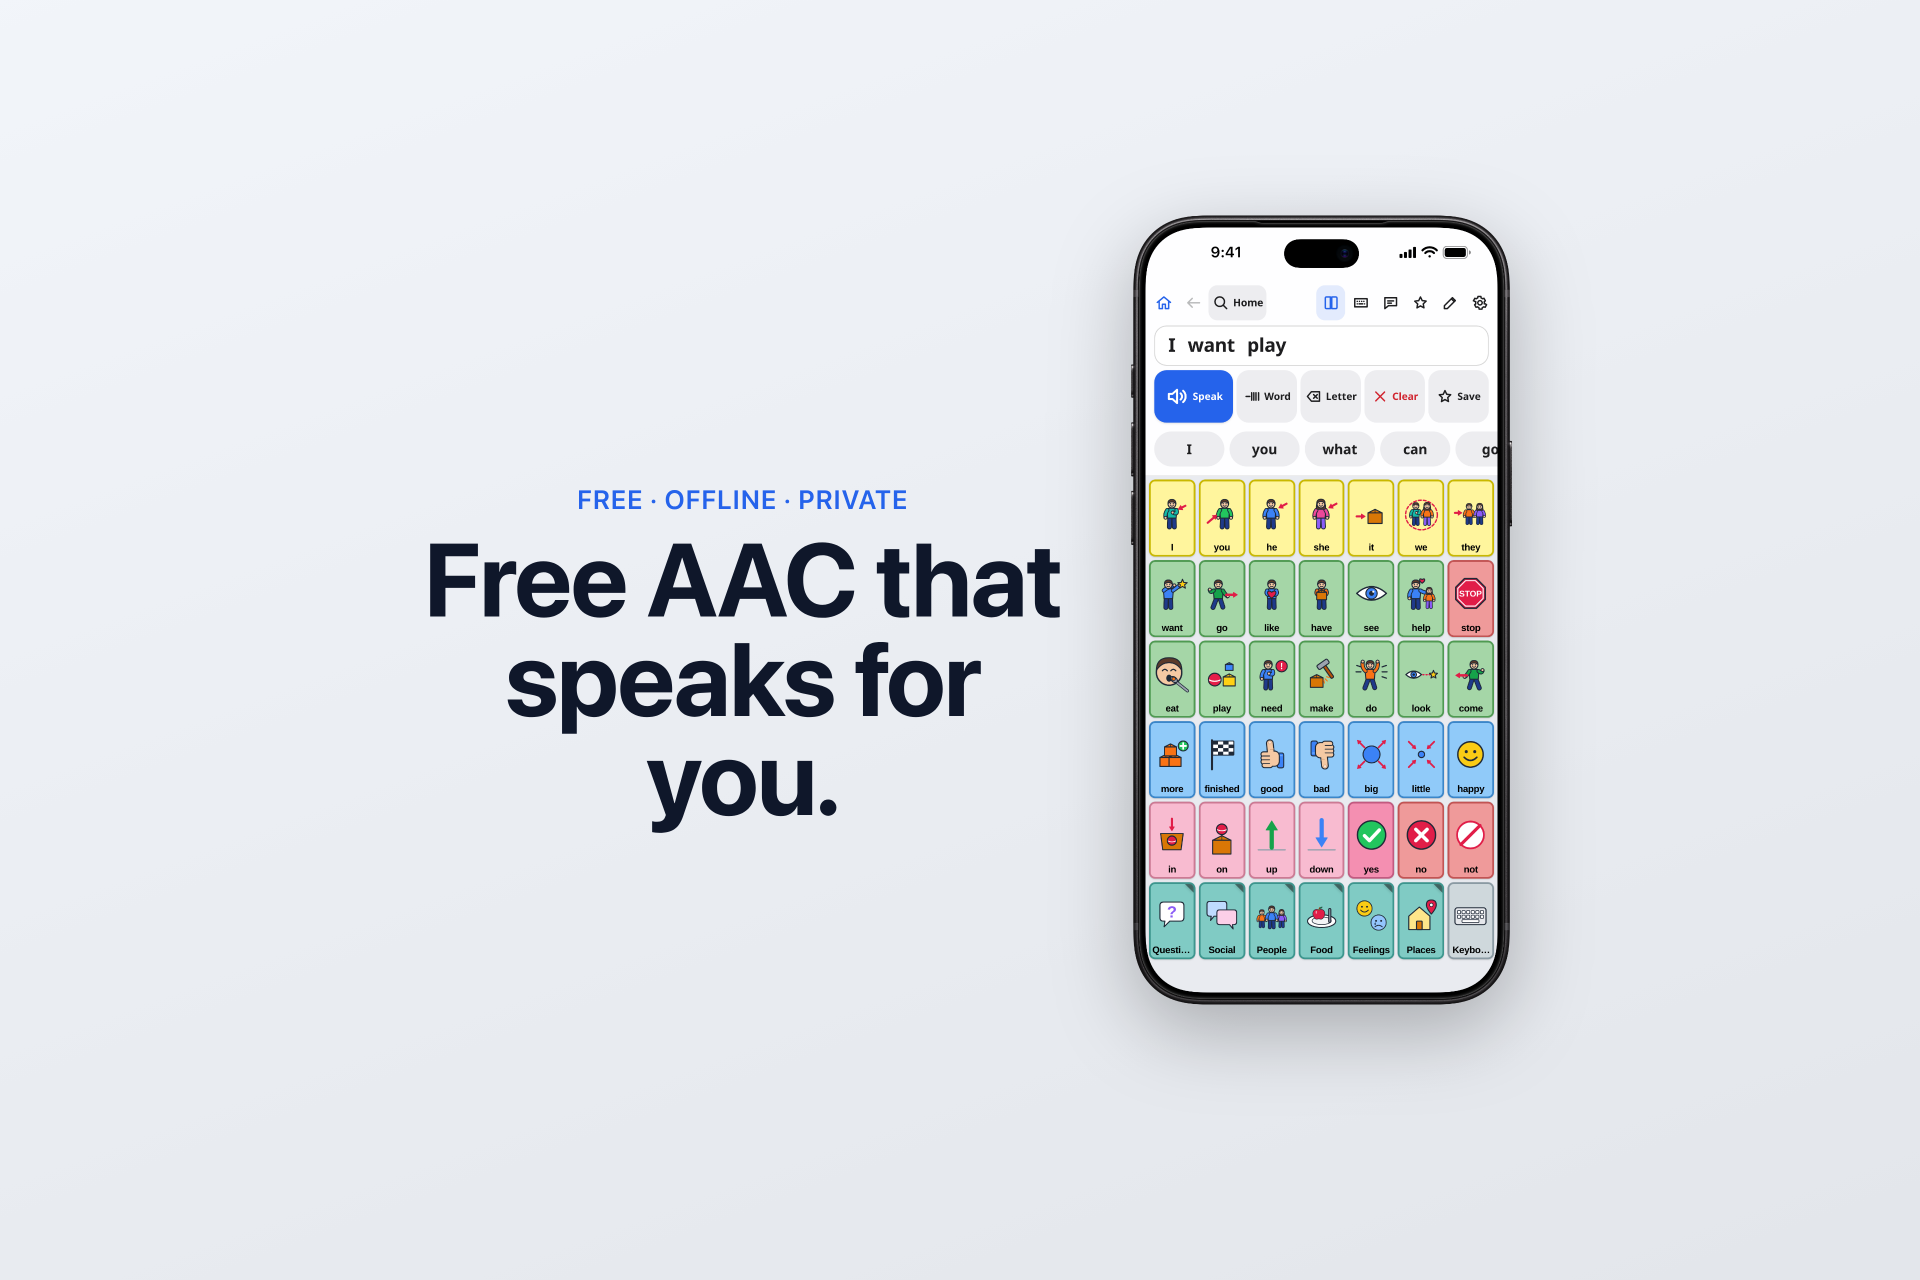 FREE · OFFLINE · PRIVATE
Free AAC that
speaks for
you.
9:41
Home
I want play
Speak Word Letter Clear Save
I you what can go
I you he she it we they
want go like have see help stop
STOP
eat play need make do look come
more finished good bad big little happy
in on up down yes no not
?
Questi... Social People Food Feelings Places Keybo...